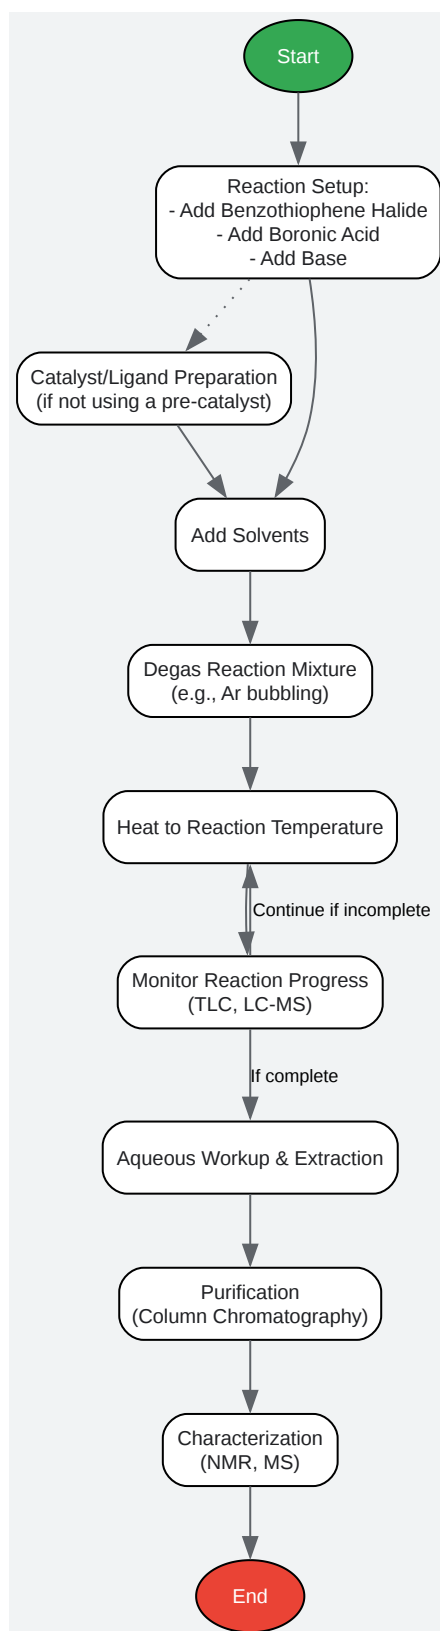 Start
Reaction Setup:
- Add Benzothiophene Halide
- Add Boronic Acid
- Add Base
Catalyst/Ligand Preparation
(if not using a pre-catalyst)
Add Solvents
Degas Reaction Mixture
(e.g., Ar bubbling)
Heat to Reaction Temperature
Continue if incomplete
Monitor Reaction Progress
(TLC, LC-MS)
If complete
Aqueous Workup & Extraction
Purification
(Column Chromatography)
Characterization
(NMR, MS)
End